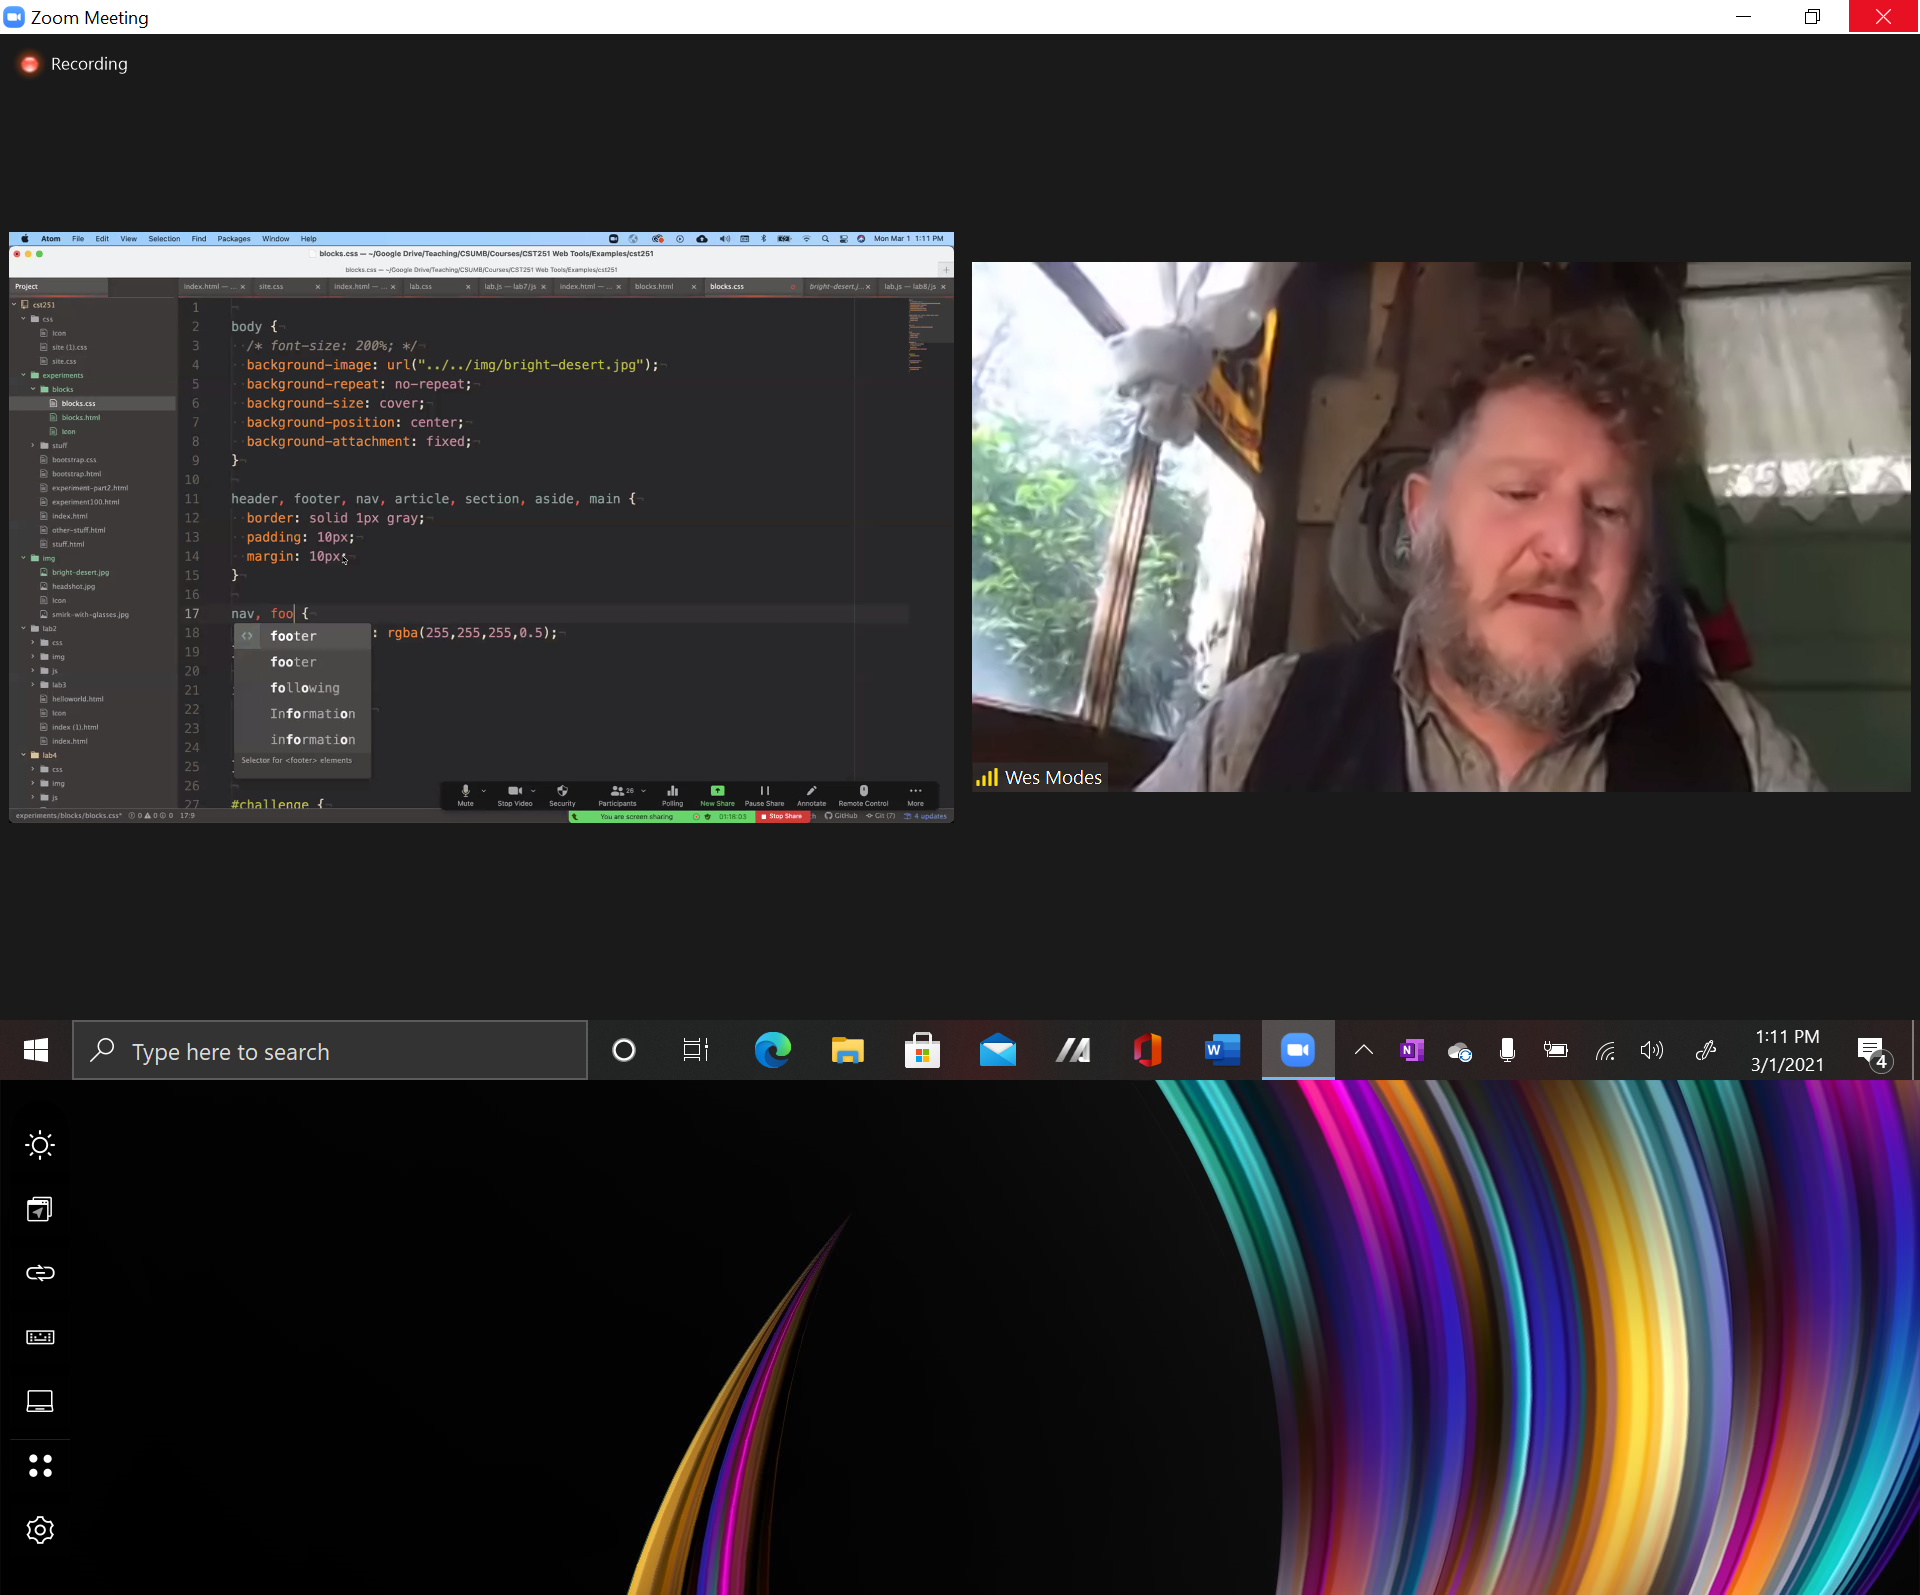 Zoom Meeting
Recording
Atom File Edit View Selection Find Packages Window Help Mon Mar 1 1:11 PM
blocks.css — ~/Google Drive/Teaching/CSUMB/Courses/CST251 Web Tools/Examples/cst251
blocks.css — ~/Google Drive/Teaching/CSUMB/Courses/CST251 Web Tools/Examples/cst251
Project
index.html — ... site.css index.html — ... lab.css lab.js — lab7/js index.html — ... blocks.html blocks.css bright-desert.j... lab.js — lab8/js
cst251
css
Icon
site (1).css
site.css
experiments
blocks
blocks.css
blocks.html
Icon
stuff
bootstrap.css
bootstrap.html
experiment-part2.html
experiment100.html
index.html
other-stuff.html
stuff.html
img
bright-desert.jpg
headshot.jpg
Icon
smirk-with-glasses.jpg
lab2
css
img
js
lab3
helloworld.html
Icon
index (1).html
index.html
lab4
css
img
js
1
2 body {
3 /* font-size: 200%; */
4 background-image: url("../../img/bright-desert.jpg");
5 background-repeat: no-repeat;
6 background-size: cover;
7 background-position: center;
8 background-attachment: fixed;
9 }
10
11 header, footer, nav, article, section, aside, main {
12 border: solid 1px gray;
13 padding: 10px;
14 margin: 10px;
15 }
16
17 nav, foo {
18 : rgba(255,255,255,0.5);
19
20
21
22
23
24
25
26
27 #challenge {
footer
footer
following
Information
information
Selector for <footer> elements
Mute Stop Video Security Participants 26 Polling New Share Pause Share Annotate Remote Control More
experiments/blocks/blocks.css* 0 0 0 17:9
You are screen sharing 01:16:03 Stop Share
GitHub Git (7) 4 updates
Wes Modes
Type here to search
1:11 PM
3/1/2021
4